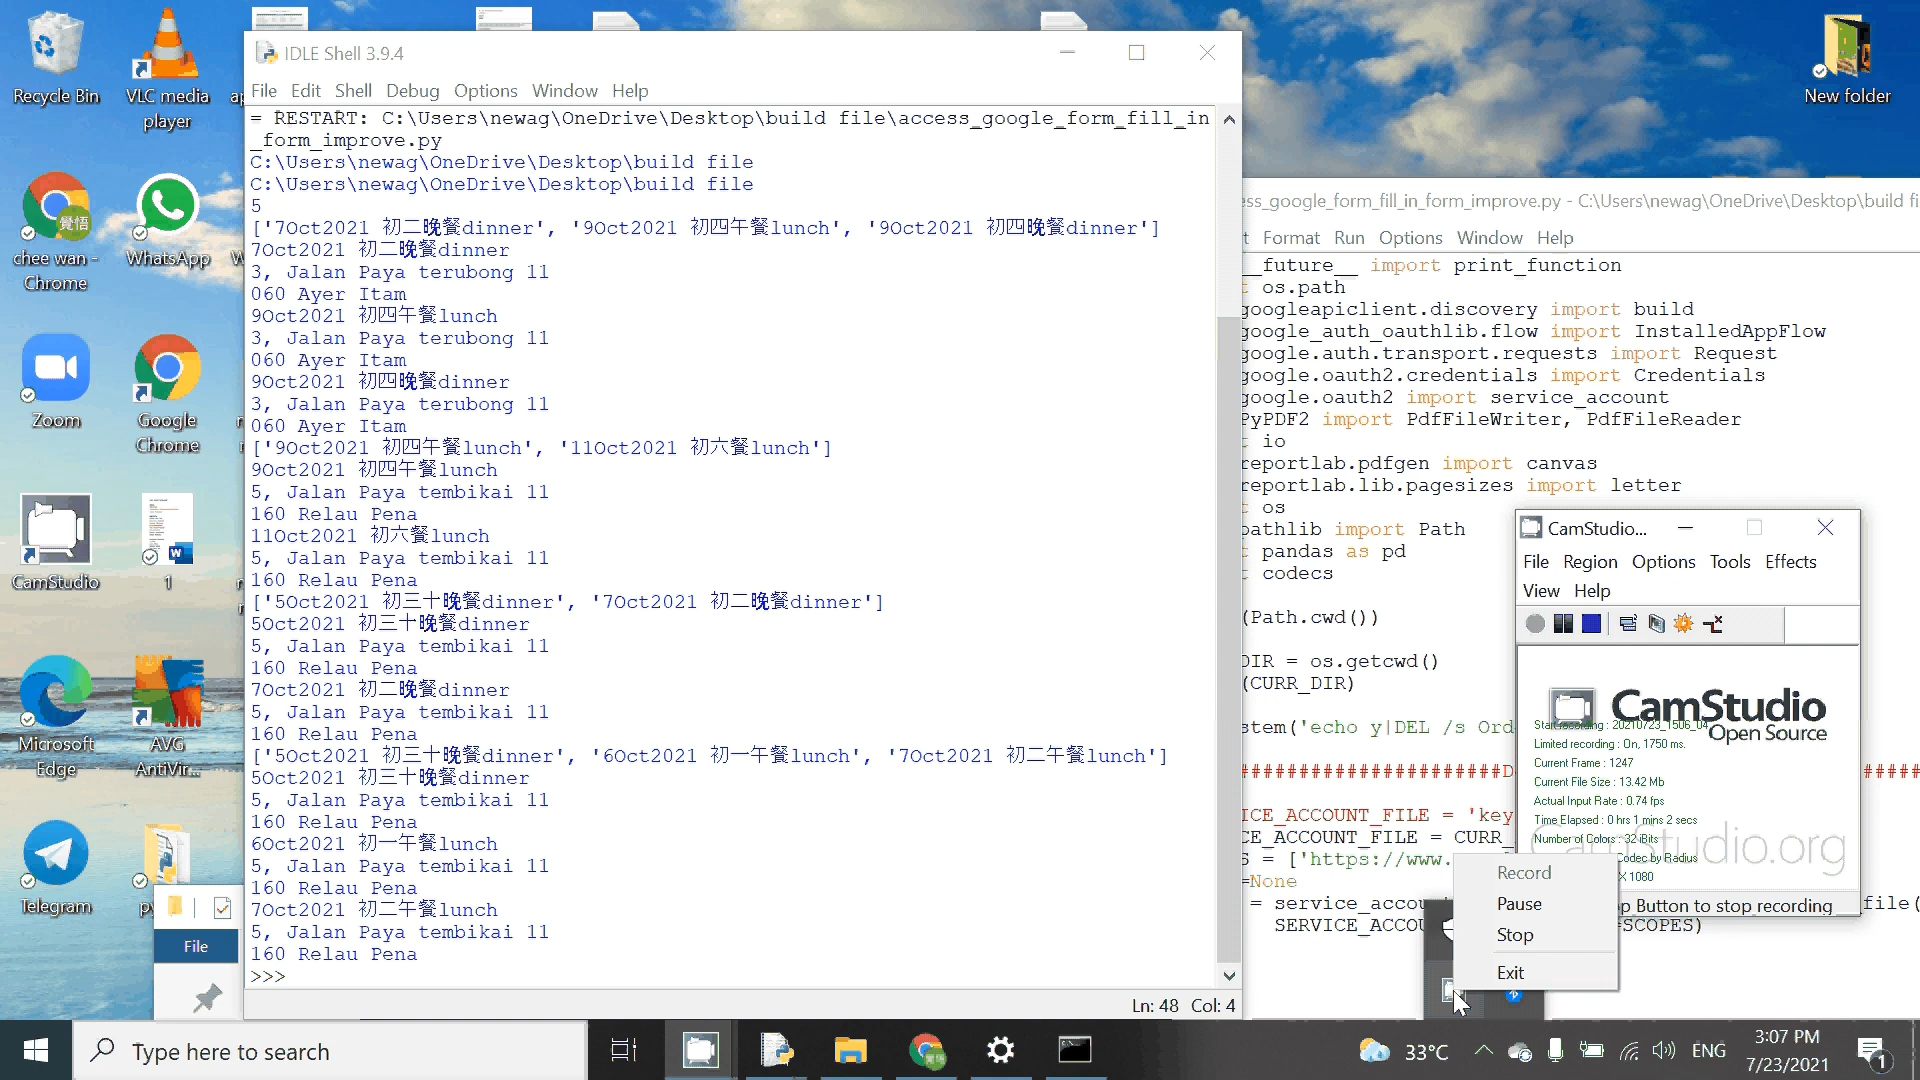 Recycle Bin
VLC media player
chee wan - Chrome
WhatsApp
Zoom
Google Chrome
CamStudio
1
Microsoft Edge
AVG AntiVir...
Telegram
File
New folder
IDLE Shell 3.9.4
File Edit Shell Debug Options Window Help
= RESTART: C:\Users\newag\OneDrive\Desktop\build file\access_google_form_fill_in
_form_improve.py
C:\Users\newag\OneDrive\Desktop\build file
C:\Users\newag\OneDrive\Desktop\build file
5
['7Oct2021 初二晚餐dinner', '9Oct2021 初四午餐lunch', '9Oct2021 初四晚餐dinner']
7Oct2021 初二晚餐dinner
3, Jalan Paya terubong 11
060 Ayer Itam
9Oct2021 初四午餐lunch
3, Jalan Paya terubong 11
060 Ayer Itam
9Oct2021 初四晚餐dinner
3, Jalan Paya terubong 11
060 Ayer Itam
['9Oct2021 初四午餐lunch', '11Oct2021 初六餐lunch']
9Oct2021 初四午餐lunch
5, Jalan Paya tembikai 11
160 Relau Pena
11Oct2021 初六餐lunch
5, Jalan Paya tembikai 11
160 Relau Pena
['5Oct2021 初三十晚餐dinner', '7Oct2021 初二晚餐dinner']
5Oct2021 初三十晚餐dinner
5, Jalan Paya tembikai 11
160 Relau Pena
7Oct2021 初二晚餐dinner
5, Jalan Paya tembikai 11
160 Relau Pena
['5Oct2021 初三十晚餐dinner', '6Oct2021 初一午餐lunch', '7Oct2021 初二午餐lunch']
5Oct2021 初三十晚餐dinner
5, Jalan Paya tembikai 11
160 Relau Pena
6Oct2021 初一午餐lunch
5, Jalan Paya tembikai 11
160 Relau Pena
7Oct2021 初二午餐lunch
5, Jalan Paya tembikai 11
160 Relau Pena
>>>
Ln: 48 Col: 4
ss_google_form_fill_in_form_improve.py - C:\Users\newag\OneDrive\Desktop\build fi
t Format Run Options Window Help
__future__ import print_function
t os.path
googleapiclient.discovery import build
google_auth_oauthlib.flow import InstalledAppFlow
google.auth.transport.requests import Request
google.oauth2.credentials import Credentials
google.oauth2 import service_account
PyPDF2 import PdfFileWriter, PdfFileReader
t io
reportlab.pdfgen import canvas
reportlab.lib.pagesizes import letter
t os
pathlib import Path
t pandas as pd
t codecs
(Path.cwd())
DIR = os.getcwd()
(CURR_DIR)
stem('echo y|DEL /s Ord
######################D
#####
ICE_ACCOUNT_FILE = 'key
CE_ACCOUNT_FILE = CURR_
S = ['https://www.
=None
= service_accou
file(
SERVICE_ACCOU
=SCOPES)
CamStudio...
File Region Options Tools Effects
View Help
CamStudio
Open Source
Start recording : 20210723_1506_04
Limited recording : On, 1750 ms.
Current Frame : 1247
Current File Size : 13.42 Mb
Actual Input Rate : 0.74 fps
Time Elapsed : 0 hrs 1 mins 2 secs
Number of Colors : 32 Bits
Codec by Radius
X 1080
CamStudio.org
p Button to stop recording
Record
Pause
Stop
Exit
Type here to search
33°C
ENG
3:07 PM
7/23/2021
1